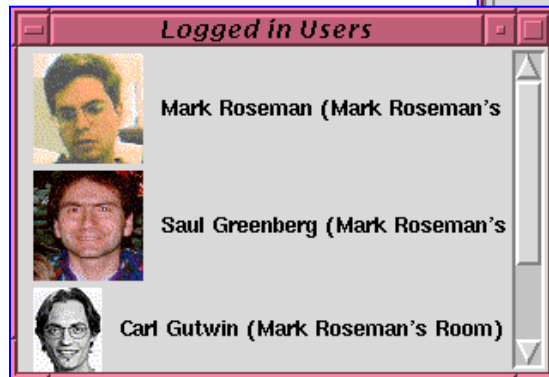 Logged in Users
Mark Roseman (Mark Roseman's
Saul Greenberg (Mark Roseman's
Carl Gutwin (Mark Roseman's Room)